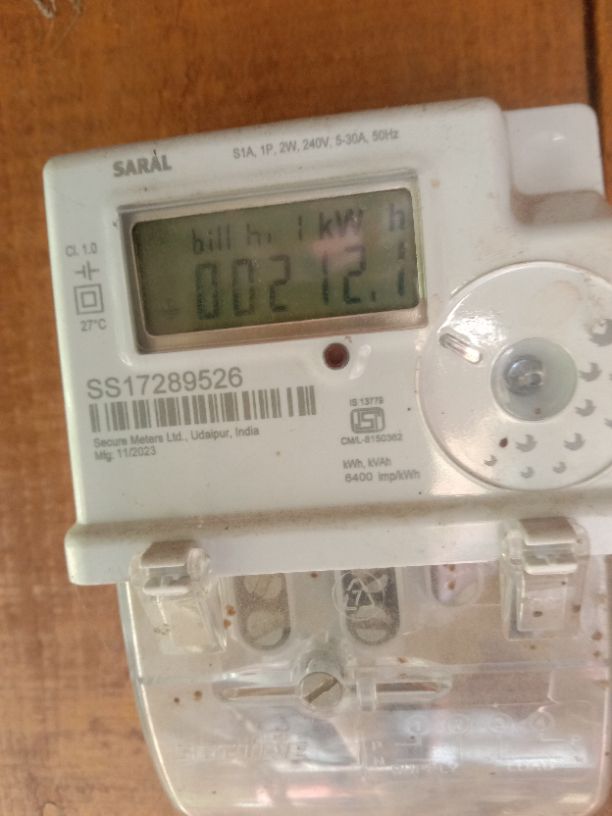 SARAL
S1A, 1P, 2W, 240V, 5-30A, 50Hz
bill hi 1 kW h
00212.1
Cl. 1.0
27°C
SS17289526
Secure Meters Ltd., Udaipur, India
Mfg: 11/2023
IS 13779
CM/L-8150362
kWh, kVAh
6400 imp/kWh